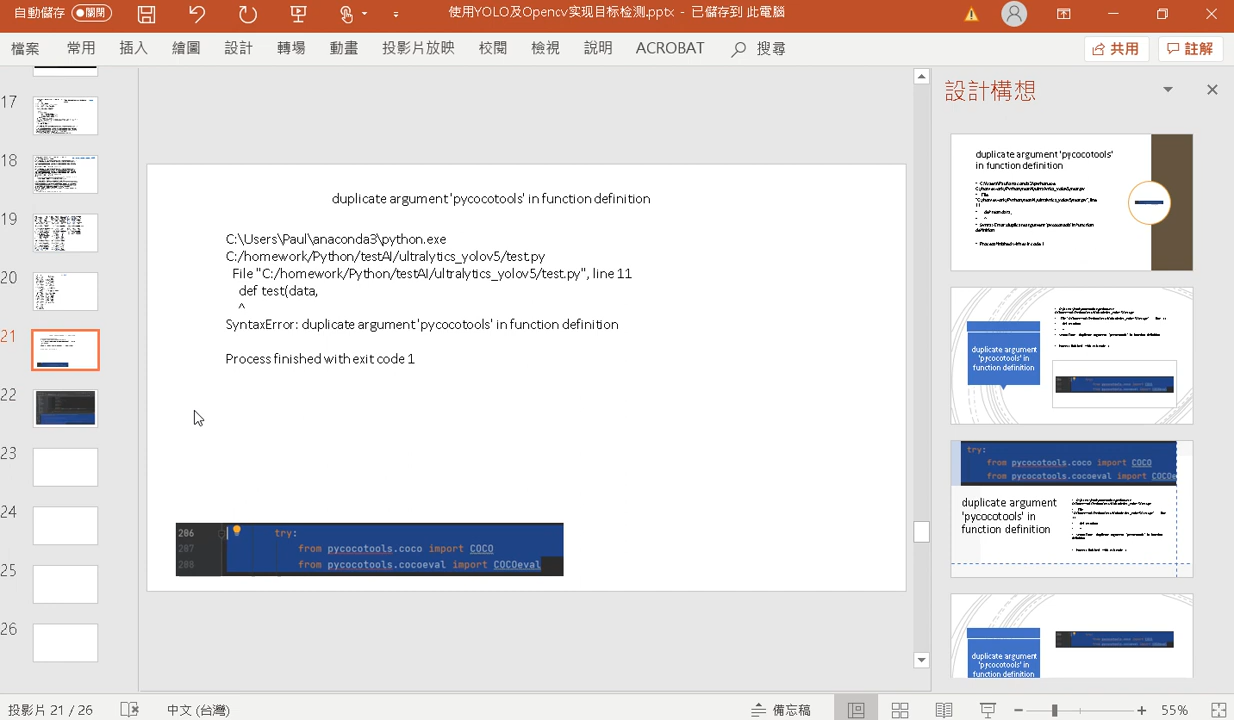 自動儲存 關閉 使用YOLO及Opencv实现目标检测.pptx - 已儲存到 此電腦
檔案 常用 插入 繪圖 設計 轉場 動畫 投影片放映 校閱 檢視 說明 ACROBAT 搜尋 共用 註解
17
18
19
20
21
22
23
24
25
26
duplicate argument 'pycocotools' in function definition
C:\Users\Paul\anaconda3\python.exe
C:/homework/Python/testAI/ultralytics_yolov5/test.py
File "C:/homework/Python/testAI/ultralytics_yolov5/test.py", line 11
def test(data,
^
SyntaxError: duplicate argument 'pycocotools' in function definition
Process finished with exit code 1
286 try:
287 from pycocotools.coco import COCO
288 from pycocotools.cocoeval import COCOeval
設計構想
duplicate argument 'pycocotools'
in function definition
duplicate argument
'pycocotools' in
function definition
try:
from pycocotools.coco import COCO
from pycocotools.cocoeval import COCOe
duplicate argument
'pycocotools' in
function definition
duplicate argument
'pycocotools' in
function definition
投影片 21 / 26 中文 (台灣) 備忘稿 55%